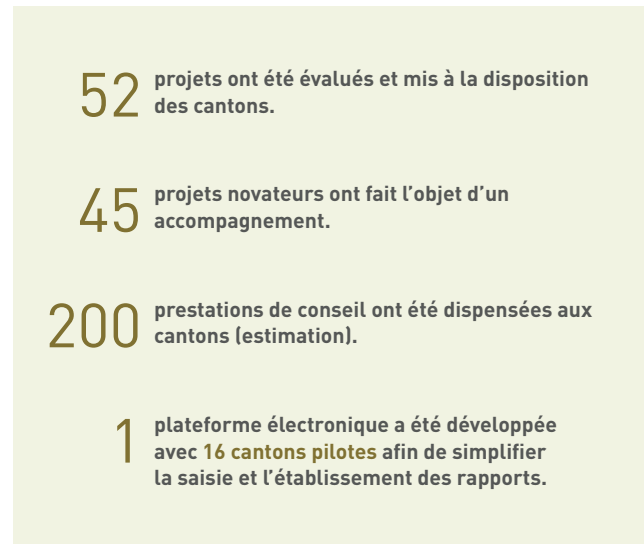 52 projets ont été évalués et mis à la disposition
des cantons.
45 projets novateurs ont fait l’objet d’un
accompagnement.
200 prestations de conseil ont été dispensées aux
cantons (estimation).
1 plateforme électronique a été développée
avec 16 cantons pilotes afin de simplifier
la saisie et l’établissement des rapports.